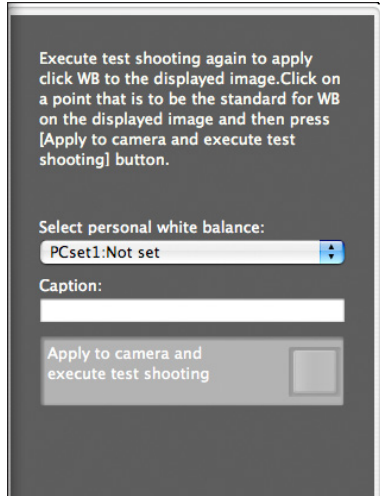 Execute test shooting again to apply
click WB to the displayed image.Click on
a point that is to be the standard for WB
on the displayed image and then press
[Apply to camera and execute test
shooting] button.
Select personal white balance:
PCset1:Not set
Caption:
Apply to camera and
execute test shooting